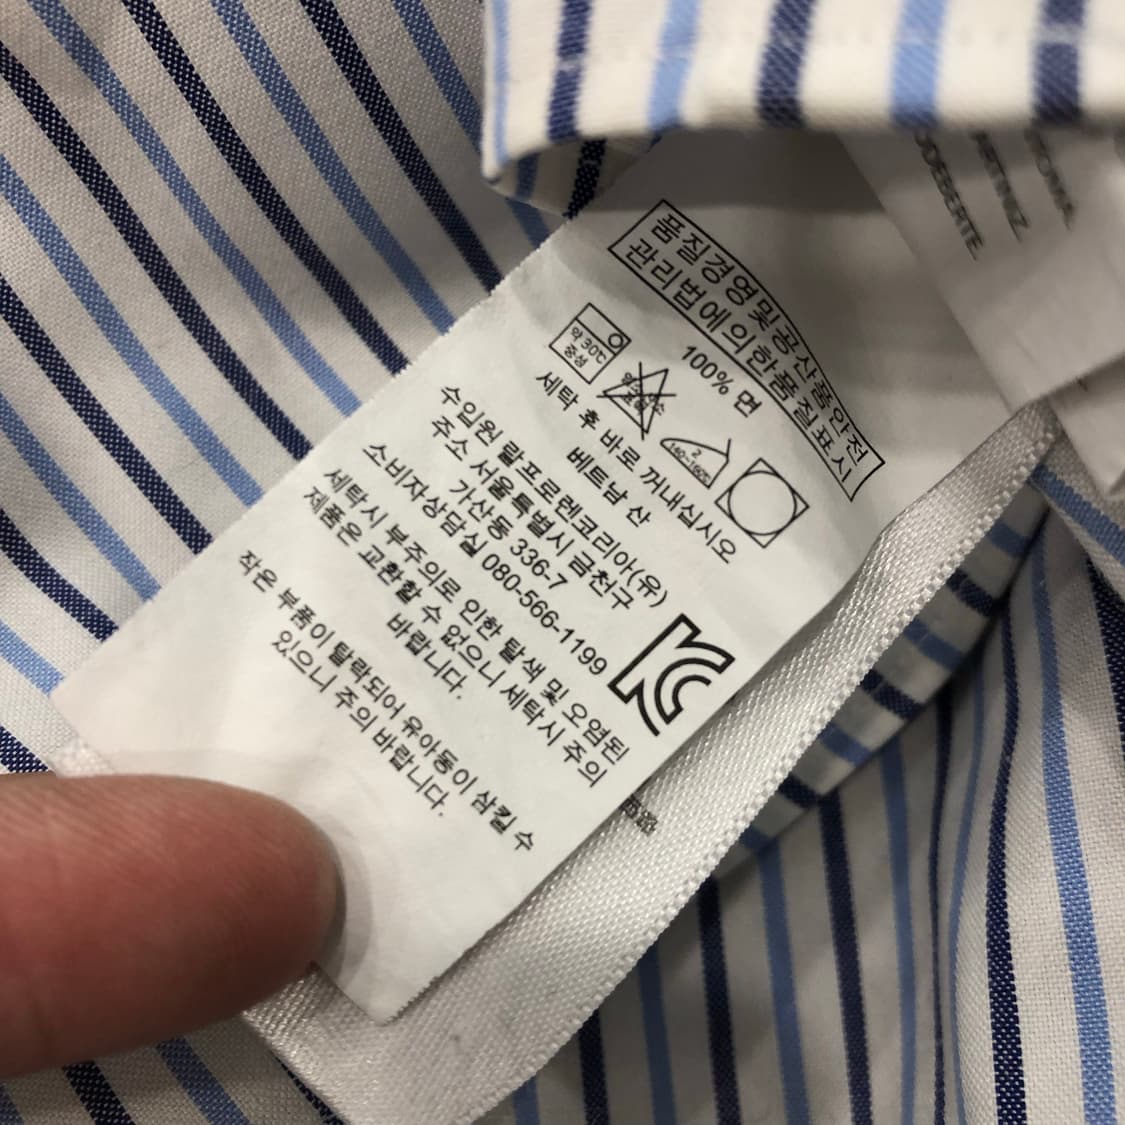 품질경영및공산품안전
관리법에의한품질표시
100% 면
약 30℃
중성
2
140~160℃
세탁 후 바로 꺼내십시오
베트남 산
수입원 랄프로렌코리아(유)
주소 서울특별시 금천구
가산동 336-7
소비자상담실 080-566-1199
세탁시 부주의로 인한 탈색 및 오염된
제품은 교환할 수 없으니 세탁시 주의
바랍니다.
작은 부품이 탈락되어 유아동이 삼킬 수
있으니 주의 바랍니다.